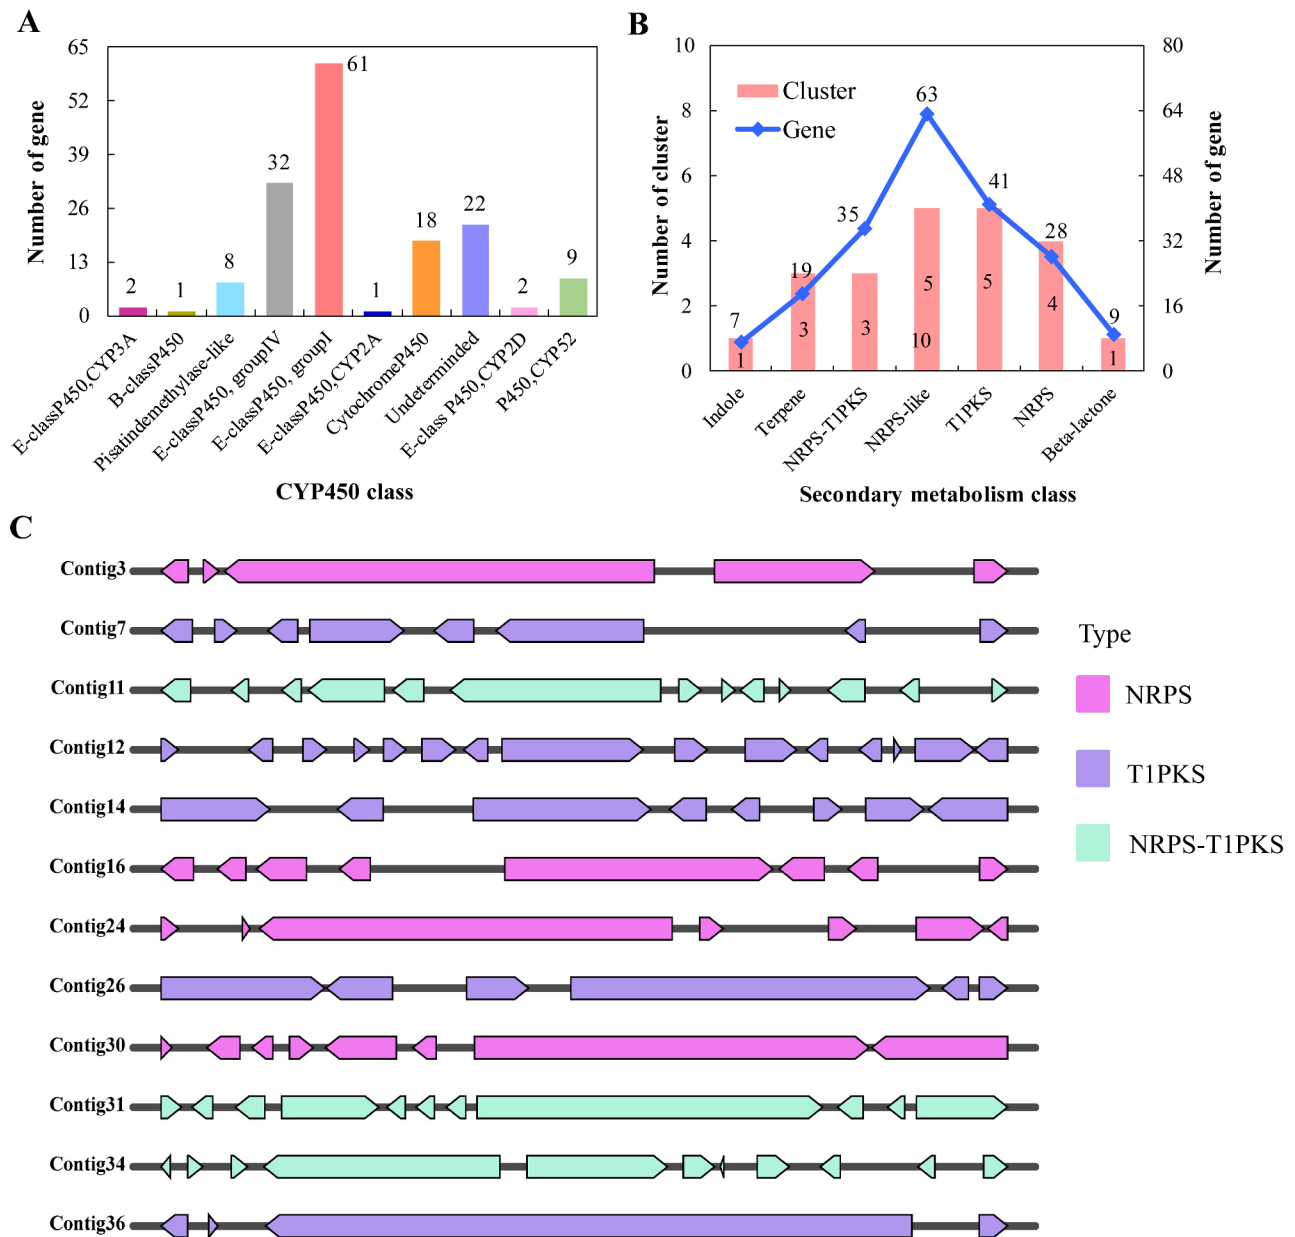 A
65
52
39
26
13
0
Number of gene
2
1
8
32
61
1
18
22
2
9
E-classP450,CYP3A
B-classP450
Pisatindemethylase-like
E-classP450, groupIV
E-classP450, groupI
E-classP450,CYP2A
CytochromeP450
Undeterminded
E-class P450,CYP2D
P450,CYP52
CYP450 class
B
10
8
6
4
2
0
Number of cluster
Cluster
Gene
7
19
35
63
41
28
9
1
3
3
5
10
5
4
1
80
64
48
32
16
0
Number of gene
Indole
Terpene
NRPS-T1PKS
NRPS-like
T1PKS
NRPS
Beta-lactone
Secondary metabolism class
C
Contig3
Contig7
Contig11
Contig12
Contig14
Contig16
Contig24
Contig26
Contig30
Contig31
Contig34
Contig36
Type
NRPS
T1PKS
NRPS-T1PKS